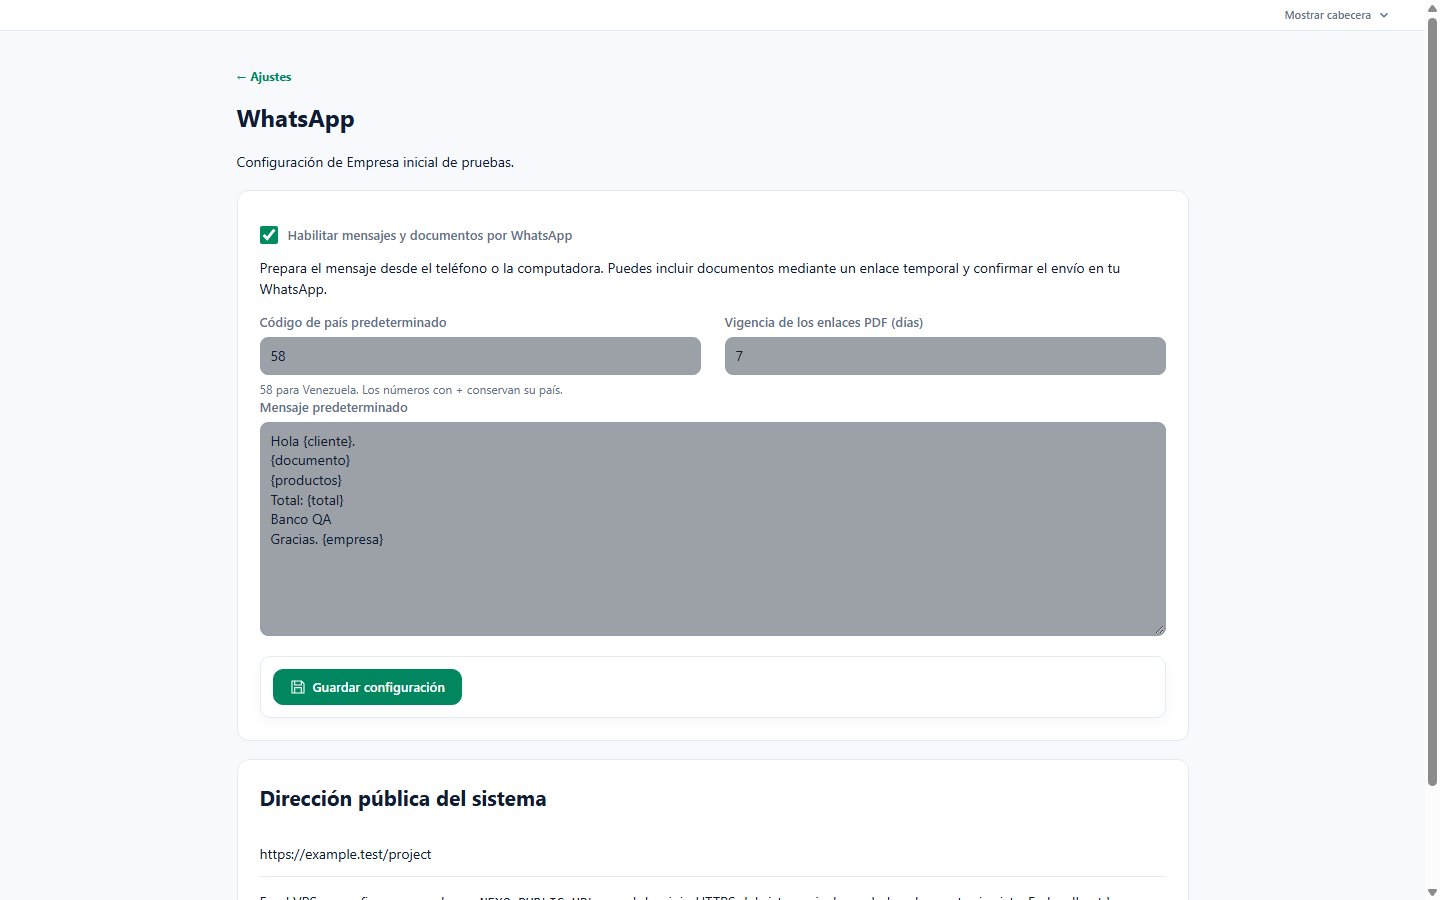 Mostrar cabecera
← Ajustes
WhatsApp
Configuración de Empresa inicial de pruebas.
Habilitar mensajes y documentos por WhatsApp
Prepara el mensaje desde el teléfono o la computadora. Puedes incluir documentos mediante un enlace temporal y confirmar el envío en tu
WhatsApp.
Código de país predeterminado
Vigencia de los enlaces PDF (días)
58
7
58 para Venezuela. Los números con + conservan su país.
Mensaje predeterminado
Hola {cliente}.
{documento}
{productos}
Total: {total}
Banco QA
Gracias. {empresa}
Guardar configuración
Dirección pública del sistema
https://example.test/project